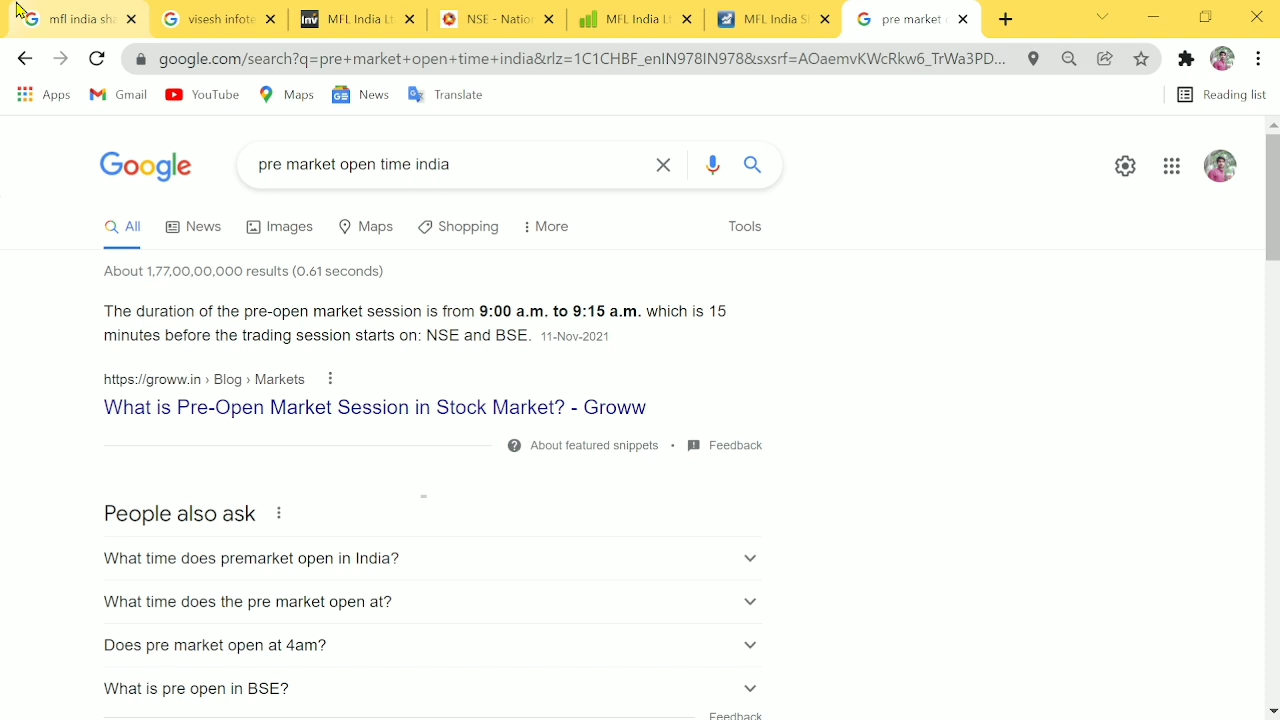 mfl india sha
visesh infote
Inv MFL India Lt
NSE - Nation
MFL India Lt
MFL India Sh
pre market o
google.com/search?q=pre+market+open+time+india&rlz=1C1CHBF_enIN978IN978&sxsrf=AOaemvKWcRkw6_TrWa3PD...
Apps
Gmail
YouTube
Maps
News
Translate
Reading list
Google
pre market open time india
All
News
Images
Maps
Shopping
More
Tools
About 1,77,00,00,000 results (0.61 seconds)
The duration of the pre-open market session is from 9:00 a.m. to 9:15 a.m. which is 15
minutes before the trading session starts on: NSE and BSE. 11-Nov-2021
https://groww.in › Blog › Markets
What is Pre-Open Market Session in Stock Market? - Groww
About featured snippets • Feedback
People also ask
What time does premarket open in India?
What time does the pre market open at?
Does pre market open at 4am?
What is pre open in BSE?
Feedback